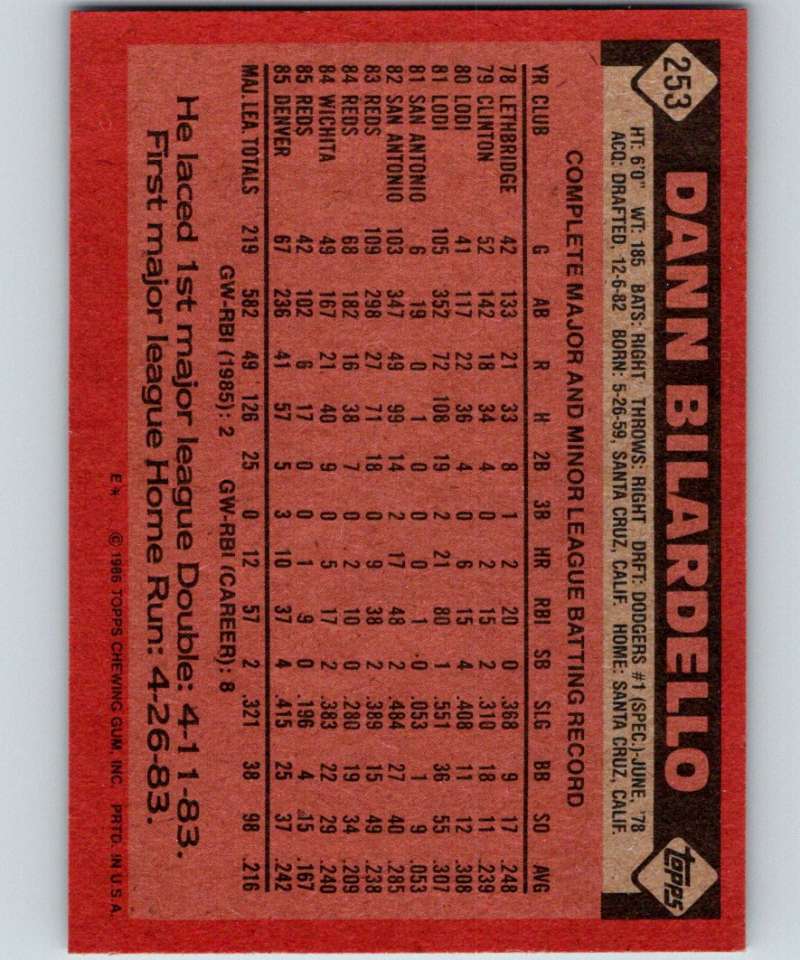 253 DANN BILARDELLO topps
HT: 6'0" WT: 185 BATS: RIGHT THROWS: RIGHT DRFT: DODGERS #1 (SPEC.)-JUNE, '78
ACQ: DRAFTED, 12-6-82 BORN: 5-26-59, SANTA CRUZ, CALIF. HOME: SANTA CRUZ, CALIF.
COMPLETE MAJOR AND MINOR LEAGUE BATTING RECORD
YR CLUB G AB R H 2B 3B HR RBI SB SLG BB SO AVG
78 LETHBRIDGE 42 133 21 33 8 1 2 20 0 .368 9 17 .248
79 CLINTON 52 142 18 34 4 0 2 15 2 .310 18 11 .239
80 LODI 41 117 22 36 4 0 6 15 4 .408 11 12 .308
81 LODI 105 352 72 108 19 2 21 80 1 .551 36 55 .307
81 SAN ANTONIO 6 19 0 1 0 0 0 1 0 .053 1 9 .053
82 SAN ANTONIO 103 347 49 99 14 2 17 48 2 .484 27 40 .285
83 REDS 109 298 27 71 18 0 9 38 2 .389 15 49 .238
84 REDS 68 182 16 38 7 0 2 10 0 .280 19 34 .209
84 WICHITA 49 167 21 40 9 0 5 17 2 .383 22 29 .240
85 REDS 42 102 6 17 0 0 1 9 0 .196 4 15 .167
85 DENVER 67 236 41 57 5 3 10 37 4 .415 25 37 .242
MAJ. LEA. TOTALS 219 582 49 126 25 0 12 57 2 .321 38 98 .216
GW-RBI (1985): 2 GW-RBI (CAREER): 8
He laced 1st major league Double: 4-11-83.
First major league Home Run: 4-26-83.
E* © 1986 TOPPS CHEWING GUM, INC. PRTD. IN U.S.A.